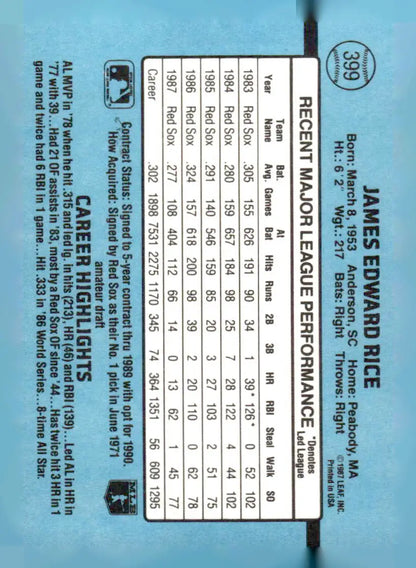 399
JAMES EDWARD RICE
Born: March 8, 1953 Anderson, SC Home: Peabody, MA
Ht.: 6'2" Wgt.: 217 Bats: Right Throws: Right
©1987 LEAF, INC.
Printed in USA
RECENT MAJOR LEAGUE PERFORMANCE *Denotes Led League
Year Team Name Bat. Avg. Games At Bat Hits Runs 2B 3B HR RBI Steal Walk SO
1983 Red Sox .305 155 626 191 90 34 1 39* 126* 0 52 102
1984 Red Sox .280 159 657 184 98 25 7 28 122 4 44 102
1985 Red Sox .291 140 546 159 85 20 3 27 103 2 51 75
1986 Red Sox .324 157 618 200 98 39 2 20 110 0 62 78
1987 Red Sox .277 108 404 112 66 14 0 13 62 1 45 77
Career .302 1898 7531 2275 1170 345 74 364 1351 56 609 1295
Contract Status: Signed to 5-year contract thru 1989 with opt for 1990.
How Acquired: Signed by Red Sox as their No. 1 pick in June 1971
amateur draft
MLB
CAREER HIGHLIGHTS
AL MVP in '78 when he hit .315 and led lg. in hits (213), HR (46) and RBI (139)...Led AL in HR in
'77 with 39...Had 21 OF assists in '83, most by a Red Sox OF since '44...Has twice hit 3 HR in 1
game and twice had 6 RBI in 1 game...Hit .333 in '86 World Series...8-time All Star.